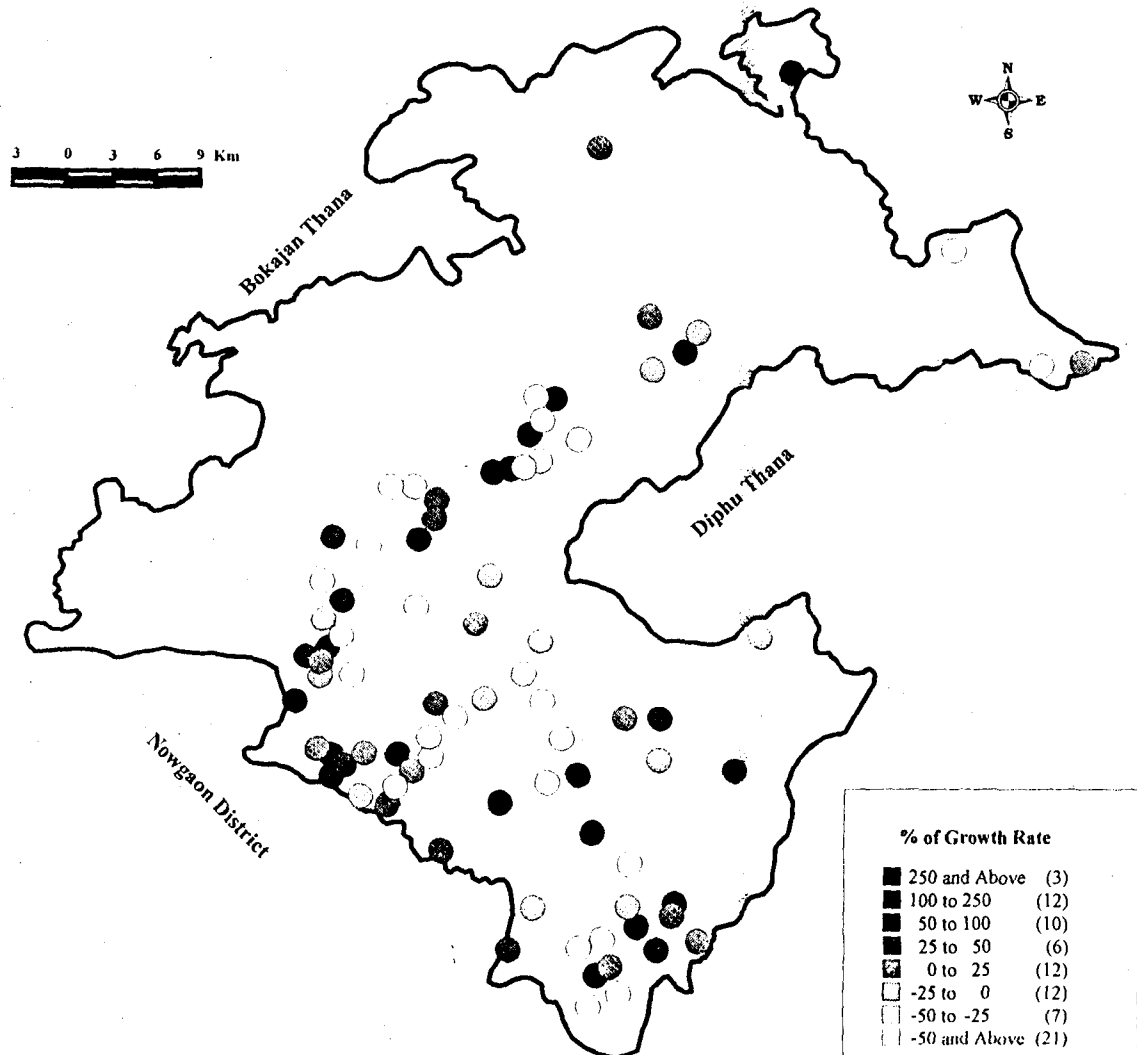 N
W E
S
3 0 3 6 9 Km
Bokajan Thana
Diphu Thana
Nowgaon District
% of Growth Rate
250 and Above (3)
100 to 250 (12)
50 to 100 (10)
25 to 50 (6)
0 to 25 (12)
-25 to 0 (12)
-50 to -25 (7)
-50 and Above (21)